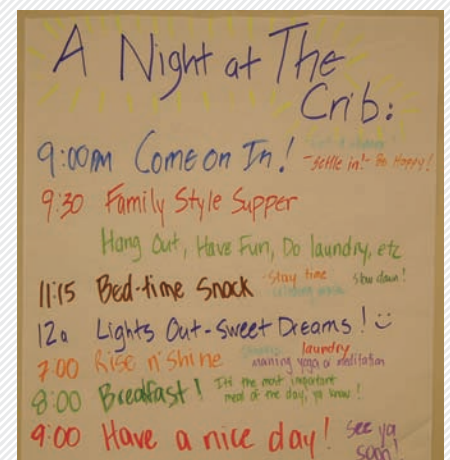 A Night at The
Crib:
9:00pm Come on In! -Settle in!- Be Happy!
9:30 Family Style Supper
Hang Out, Have Fun, Do laundry, etc
11:15 Bed-time Snack -Story time Slow down!
12a Lights Out-Sweet Dreams!
7:00 Rise n' Shine laundry
morning yoga or meditation
8:00 Breakfast! It's the most important
meal of the day, ya know!
9:00 Have a nice day! See ya
soon!